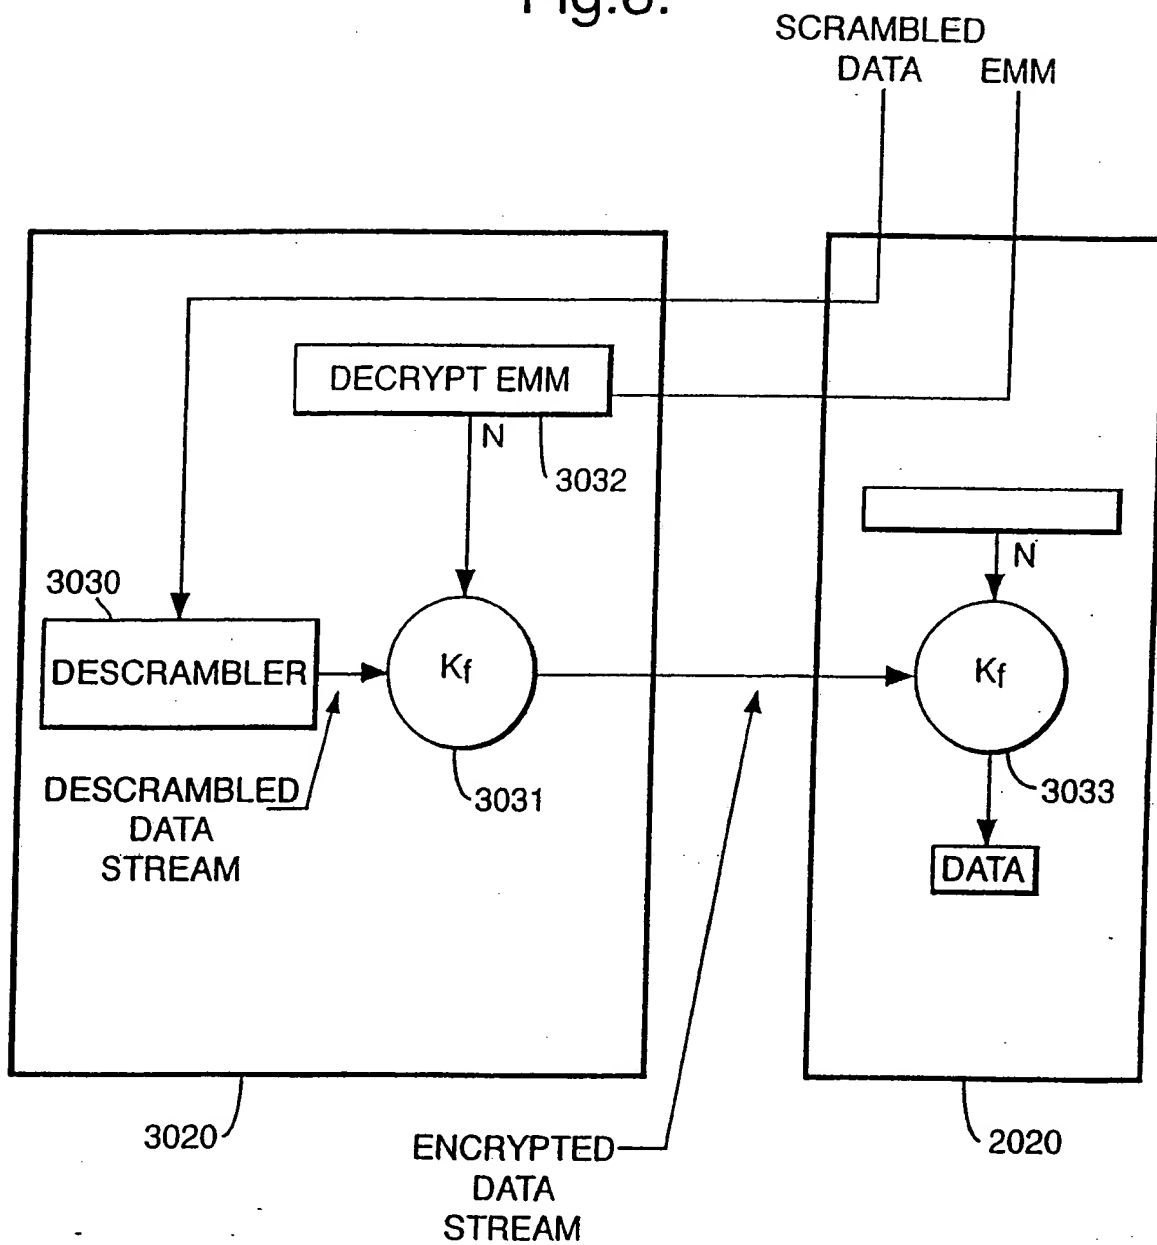 SCRAMBLED
DATA EMM
DECRYPT EMM
N
3032
N
3030
DESCRAMBLER
Kf
Kf
DESCRAMBLED
DATA
STREAM
3031
3033
DATA
3020
2020
ENCRYPTED
DATA
STREAM